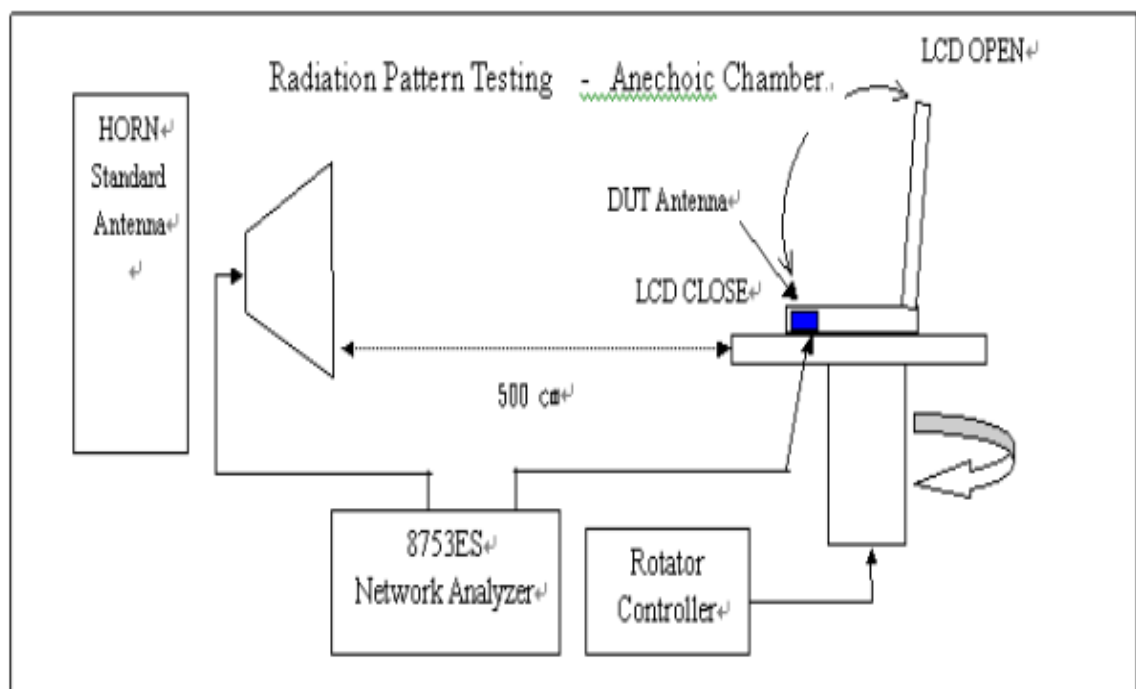 LCD OPEN
Radiation Pattern Testing - Anechoic Chamber.
HORN
Standard
Antenna
DUT Antenna
LCD CLOSE
500 cm
8753ES
Network Analyzer
Rotator
Controller